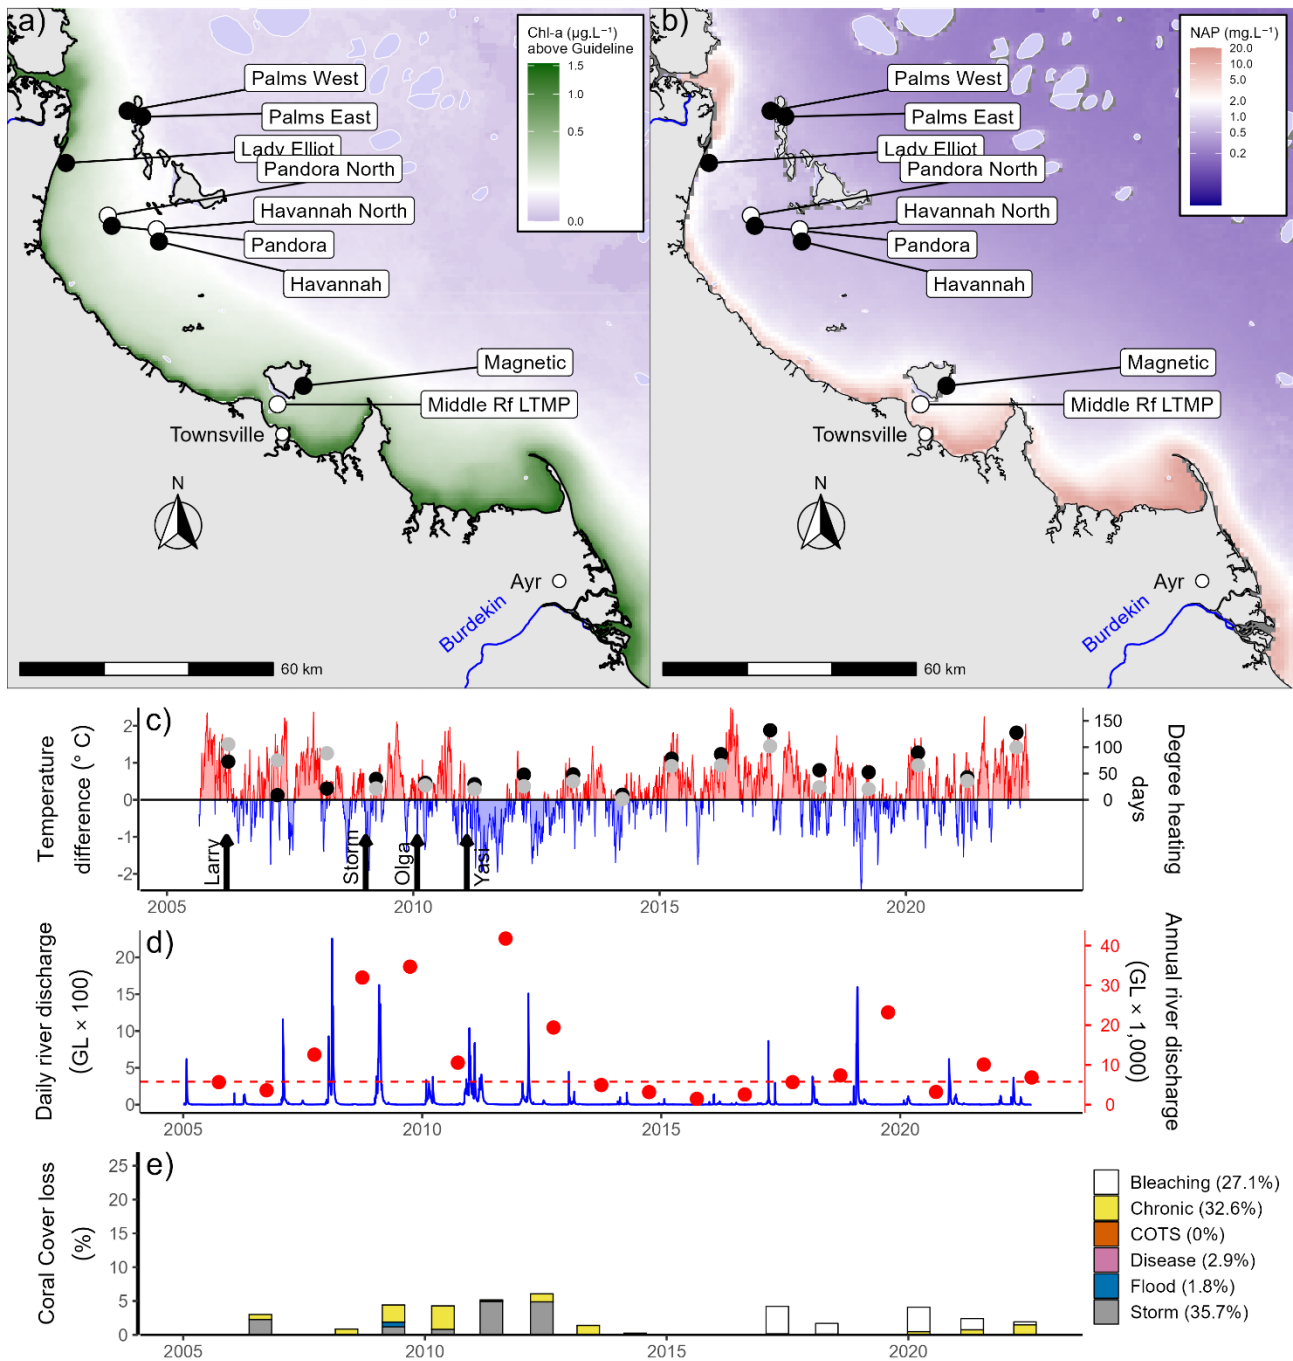 a)
Chl-a (µg.L⁻¹)
above Guideline
1.5
1.0
0.5
0.0
Palms West
Palms East
Lady Elliot
Pandora North
Havannah North
Pandora
Havannah
Magnetic
Middle Rf LTMP
Townsville
N
Ayr
Burdekin
60 km
b)
NAP (mg.L⁻¹)
20.0
10.0
5.0
2.0
1.0
0.5
0.2
Palms West
Palms East
Lady Elliot
Pandora North
Havannah North
Pandora
Havannah
Magnetic
Middle Rf LTMP
Townsville
N
Ayr
Burdekin
60 km
c)
Temperature
difference (° C)
2
1
0
-1
-2
Larry
Storm
Olga
Yasi
150
100
50
0
Degree heating
days
2005
2010
2015
2020
d)
Daily river discharge
(GL × 100)
20
15
10
5
0
40
30
20
10
0
Annual river discharge
(GL × 1,000)
2005
2010
2015
2020
e)
Coral Cover loss
(%)
25
20
15
10
5
0
2005
2010
2015
2020
Bleaching (27.1%)
Chronic (32.6%)
COTS (0%)
Disease (2.9%)
Flood (1.8%)
Storm (35.7%)